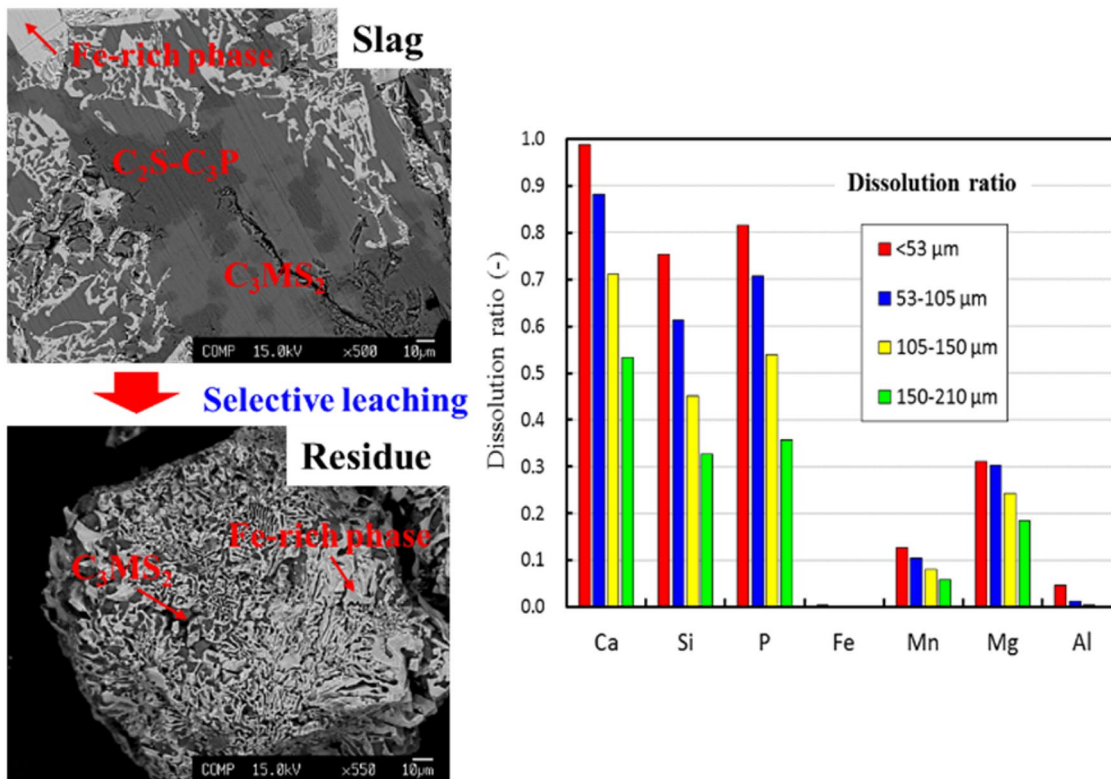 Slag
Fe-rich phase
C₂S-C₃P
C₃MS₂
COMP 15.0kV ×500 10μm
Selective leaching
Residue
Fe-rich phase
C₃MS₂
COMP 15.0kV ×550 10μm
Dissolution ratio
<53 μm
53-105 μm
105-150 μm
150-210 μm
Dissolution ratio (-)
1.0
0.9
0.8
0.7
0.6
0.5
0.4
0.3
0.2
0.1
0.0
Ca Si P Fe Mn Mg Al